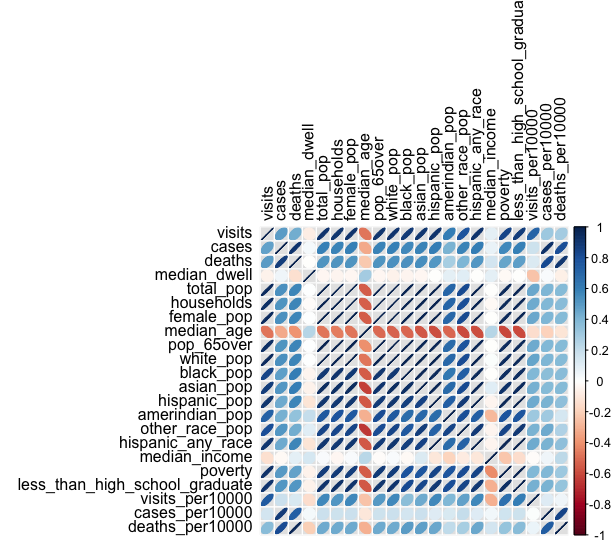 visits
cases
deaths
median_dwell
total_pop
households
female_pop
median_age
pop_65over
white_pop
black_pop
asian_pop
hispanic_pop
amerindian_pop
other_race_pop
hispanic_any_race
median_income
poverty
less_than_high_school_gradua
visits_per10000
cases_per10000
deaths_per10000
visits
cases
deaths
median_dwell
total_pop
households
female_pop
median_age
pop_65over
white_pop
black_pop
asian_pop
hispanic_pop
amerindian_pop
other_race_pop
hispanic_any_race
median_income
poverty
less_than_high_school_graduate
visits_per10000
cases_per10000
deaths_per10000
1
0.8
0.6
0.4
0.2
0
-0.2
-0.4
-0.6
-0.8
-1